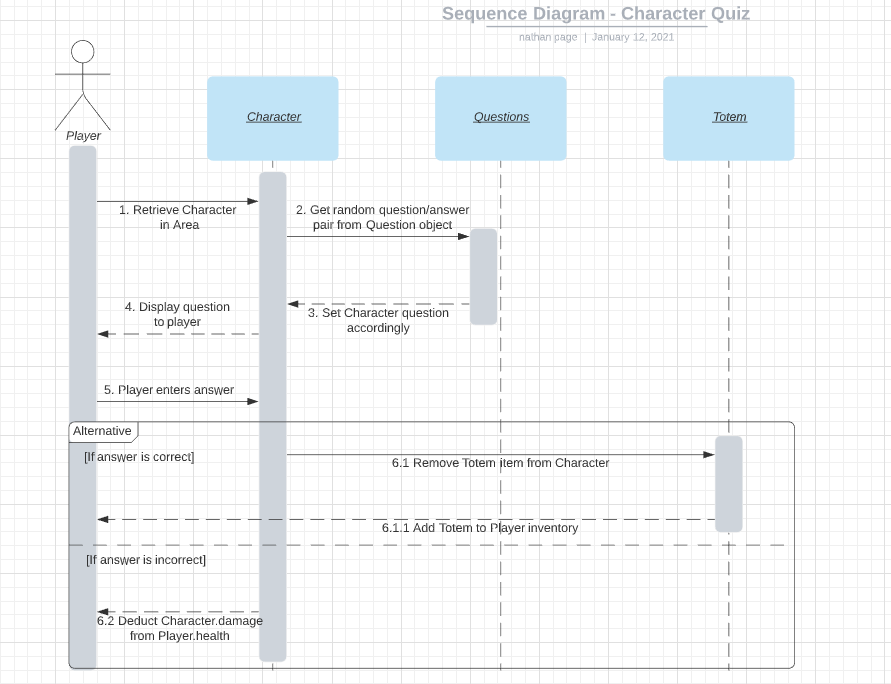 Sequence Diagram - Character Quiz
nathan page | January 12, 2021
Player
Character
Questions
Totem
1. Retrieve Character
in Area
2. Get random question/answer
pair from Question object
3. Set Character question
accordingly
4. Display question
to player
5. Player enters answer
Alternative
[If answer is correct]
6.1 Remove Totem item from Character
6.1.1 Add Totem to Player inventory
[If answer is incorrect]
6.2 Deduct Character.damage
from Player.health